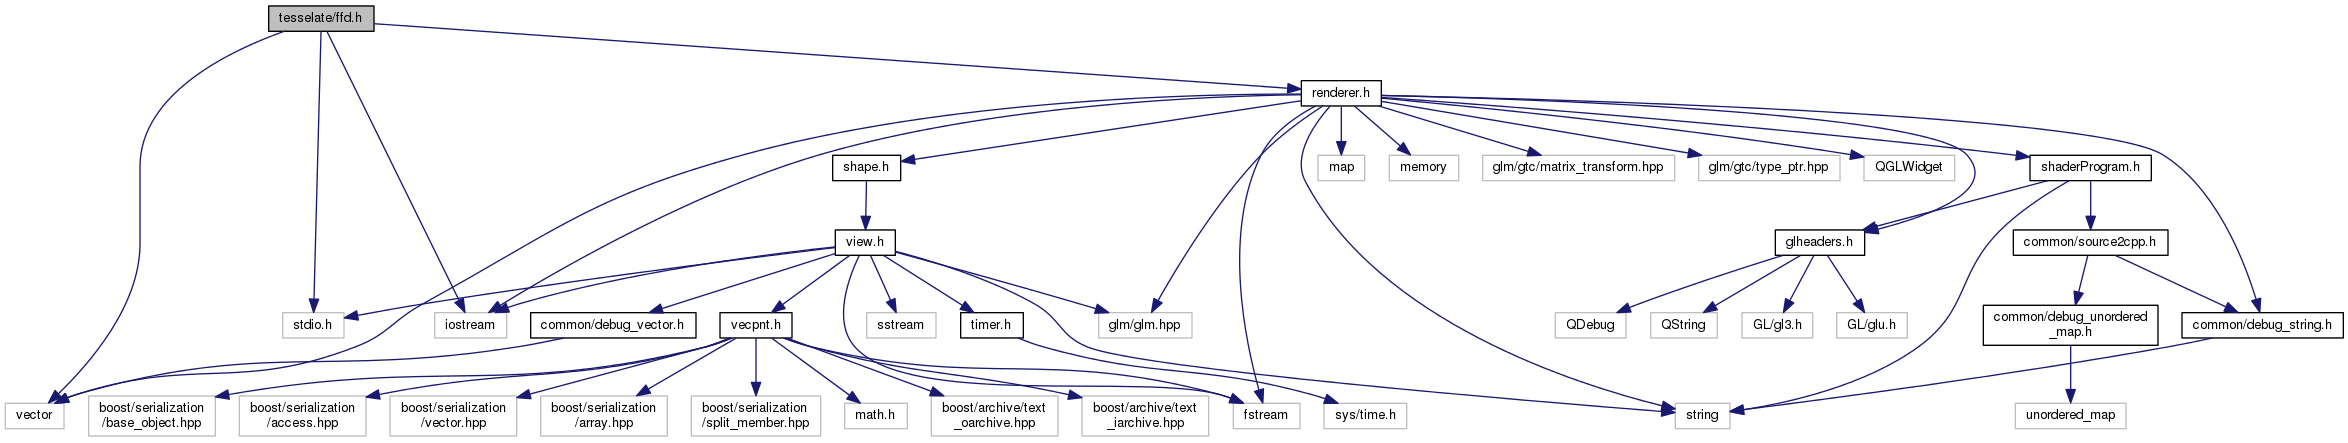 tesselate/ffd.h
renderer.h
shape.h
map
memory
glm/gtc/matrix_transform.hpp
glm/gtc/type_ptr.hpp
QGLWidget
shaderProgram.h
view.h
glheaders.h
common/source2cpp.h
stdio.h
iostream
common/debug_vector.h
vecpnt.h
sstream
timer.h
glm/glm.hpp
QDebug
QString
GL/gl3.h
GL/glu.h
common/debug_unordered
_map.h
common/debug_string.h
vector
boost/serialization
/base_object.hpp
boost/serialization
/access.hpp
boost/serialization
/vector.hpp
boost/serialization
/array.hpp
boost/serialization
/split_member.hpp
math.h
boost/archive/text
_oarchive.hpp
boost/archive/text
_iarchive.hpp
fstream
sys/time.h
string
unordered_map